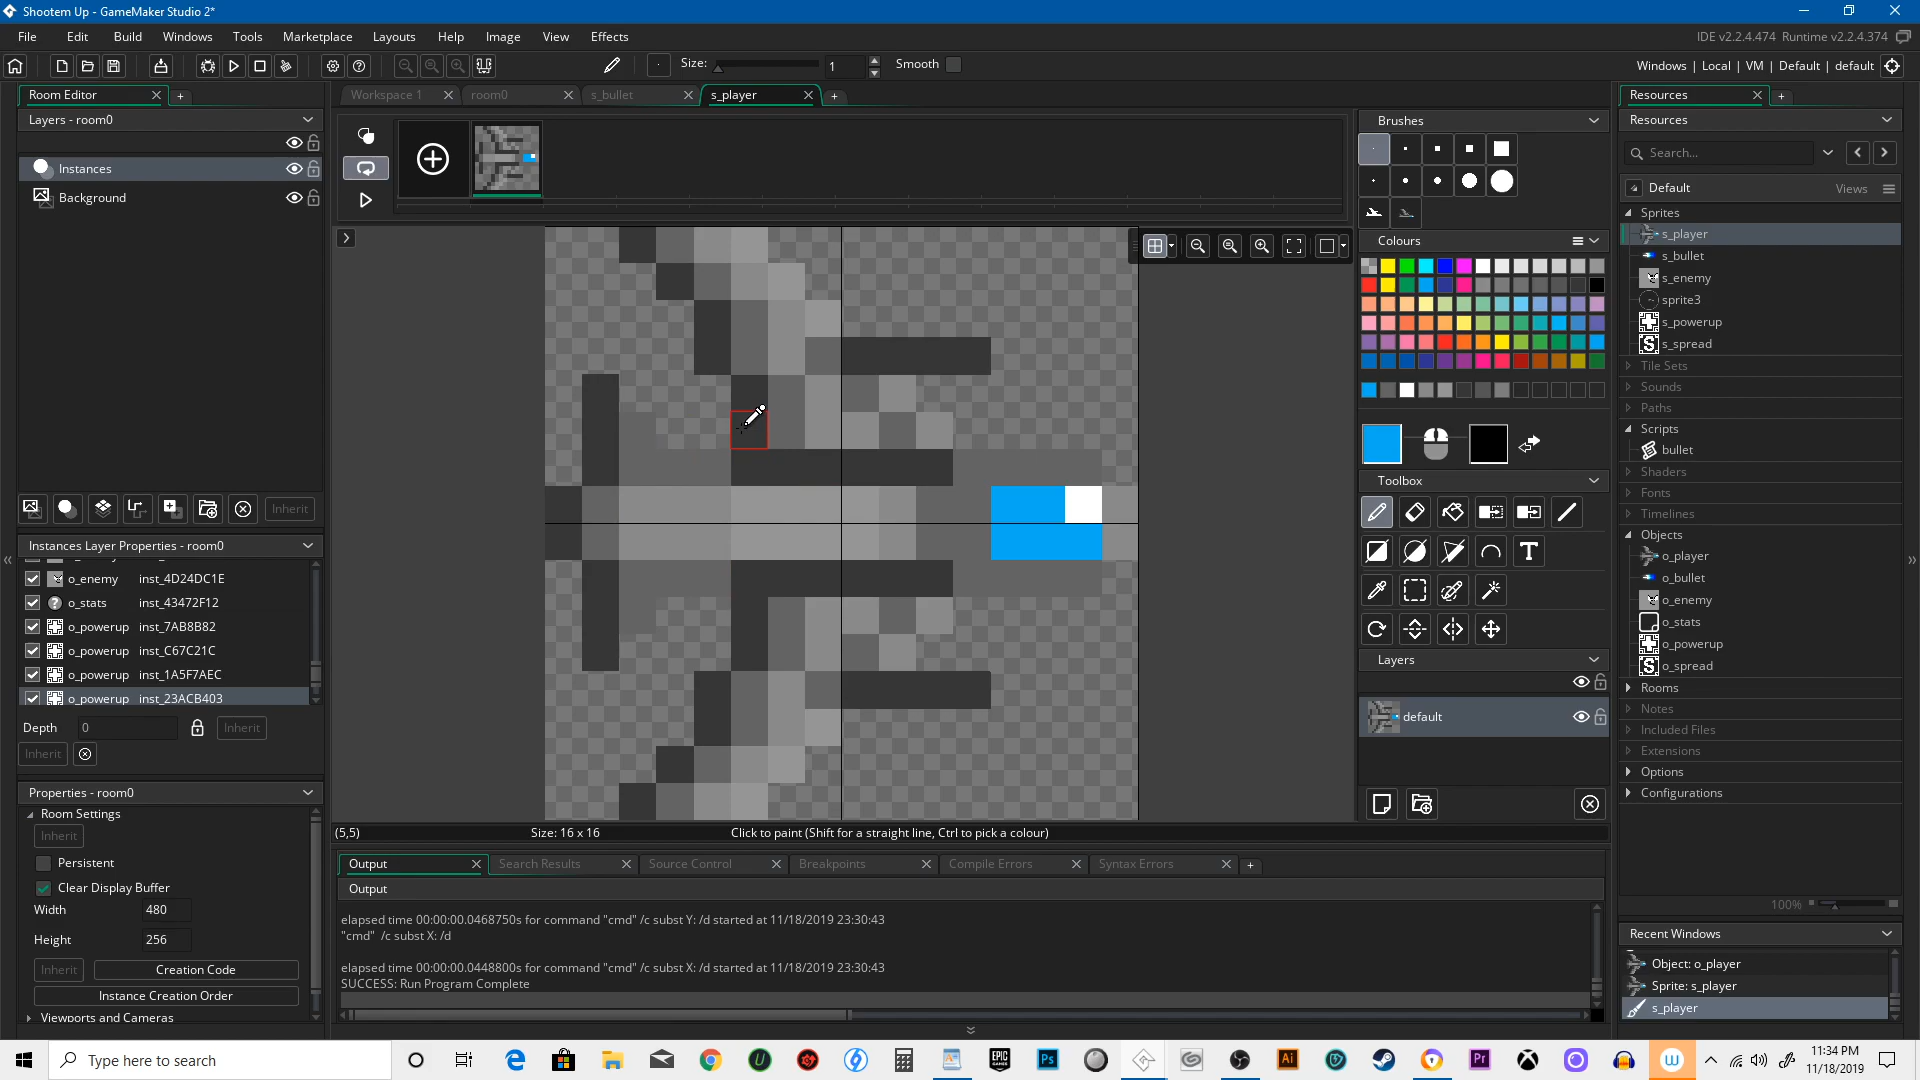 Shootem Up - GameMaker Studio 2*
File Edit Build Windows Tools Marketplace Layouts Help Image View Effects
IDE v2.2.4.474 Runtime v2.2.4.374
Size: 1 Smooth
Windows | Local | VM | Default | default
Room Editor
Workspace 1 room0 s_bullet s_player
Resources
Layers - room0
Brushes
Resources
Search...
Instances
Default Views
Background
Sprites
s_player
Colours
s_bullet
s_enemy
sprite3
s_powerup
s_spread
Tile Sets
Sounds
Paths
Scripts
bullet
Shaders
Fonts
Timelines
Toolbox
Inherit
Instances Layer Properties - room0
Objects
o_player
o_bullet
o_enemy
o_stats
o_powerup
o_spread
o_enemy inst_4D24DC1E
o_stats inst_43472F12
o_powerup inst_7AB8B82
o_powerup inst_C67C21C
o_powerup inst_1A5F7AEC
o_powerup inst_23ACB403
Layers
Rooms
Notes
Included Files
Extensions
Options
Configurations
default
Depth 0 Inherit
Inherit
Properties - room0
Room Settings
Inherit
Persistent
Clear Display Buffer
Width 480
Height 256
Inherit Creation Code
Instance Creation Order
Viewports and Cameras
(5,5) Size: 16 x 16 Click to paint (Shift for a straight line, Ctrl to pick a colour)
Output Search Results Source Control Breakpoints Compile Errors Syntax Errors
Output
elapsed time 00:00:00.0468750s for command "cmd" /c subst Y: /d started at 11/18/2019 23:30:43
"cmd" /c subst X: /d
elapsed time 00:00:00.0448800s for command "cmd" /c subst X: /d started at 11/18/2019 23:30:43
SUCCESS: Run Program Complete
100%
Recent Windows
Object: o_player
Sprite: s_player
s_player
Type here to search
EPIC GAMES Ps Ai Pr
11:34 PM
11/18/2019